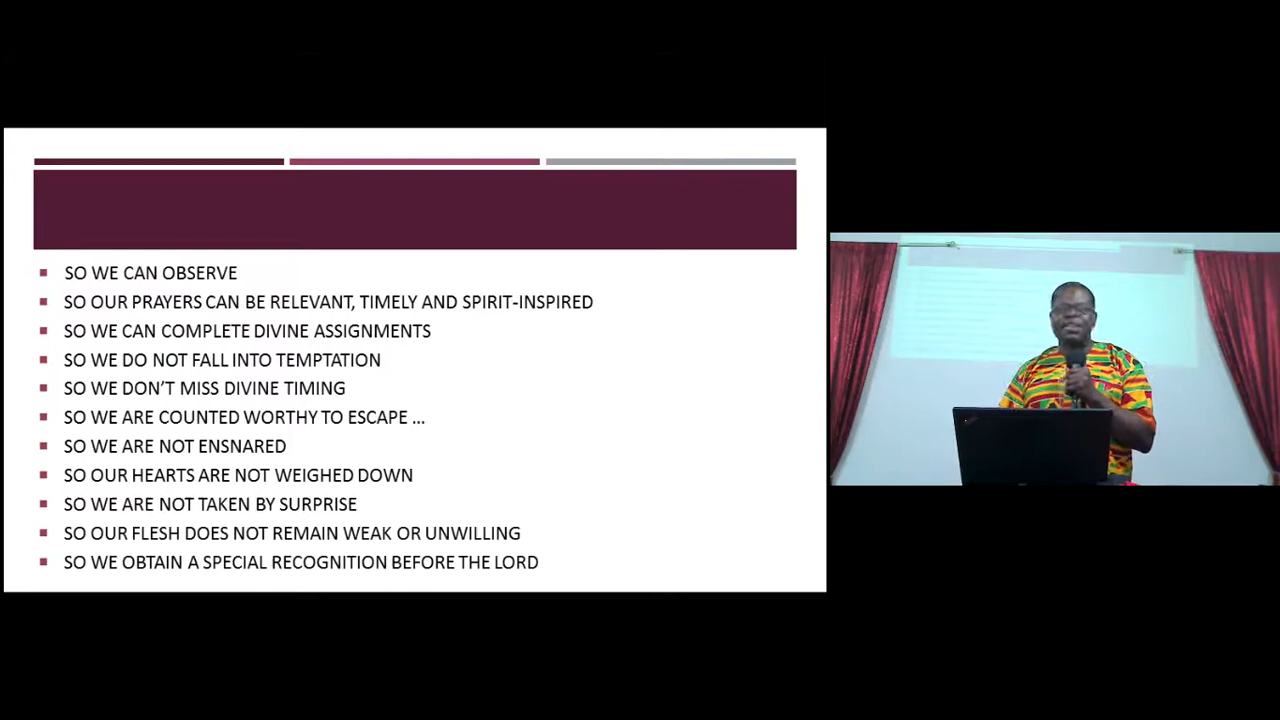 SO WE CAN OBSERVE
SO OUR PRAYERS CAN BE RELEVANT, TIMELY AND SPIRIT-INSPIRED
SO WE CAN COMPLETE DIVINE ASSIGNMENTS
SO WE DO NOT FALL INTO TEMPTATION
SO WE DON'T MISS DIVINE TIMING
SO WE ARE COUNTED WORTHY TO ESCAPE ...
SO WE ARE NOT ENSNARED
SO OUR HEARTS ARE NOT WEIGHED DOWN
SO WE ARE NOT TAKEN BY SURPRISE
SO OUR FLESH DOES NOT REMAIN WEAK OR UNWILLING
SO WE OBTAIN A SPECIAL RECOGNITION BEFORE THE LORD